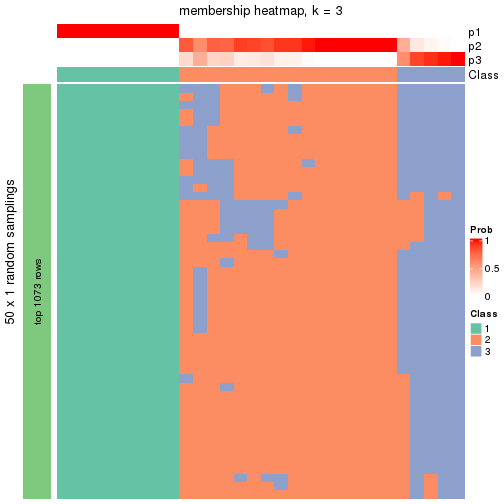 membership heatmap, k = 3
p1
p2
p3
Class
50 x 1 random samplings
top 1073 rows
Prob
1
0.5
0
Class
1
2
3